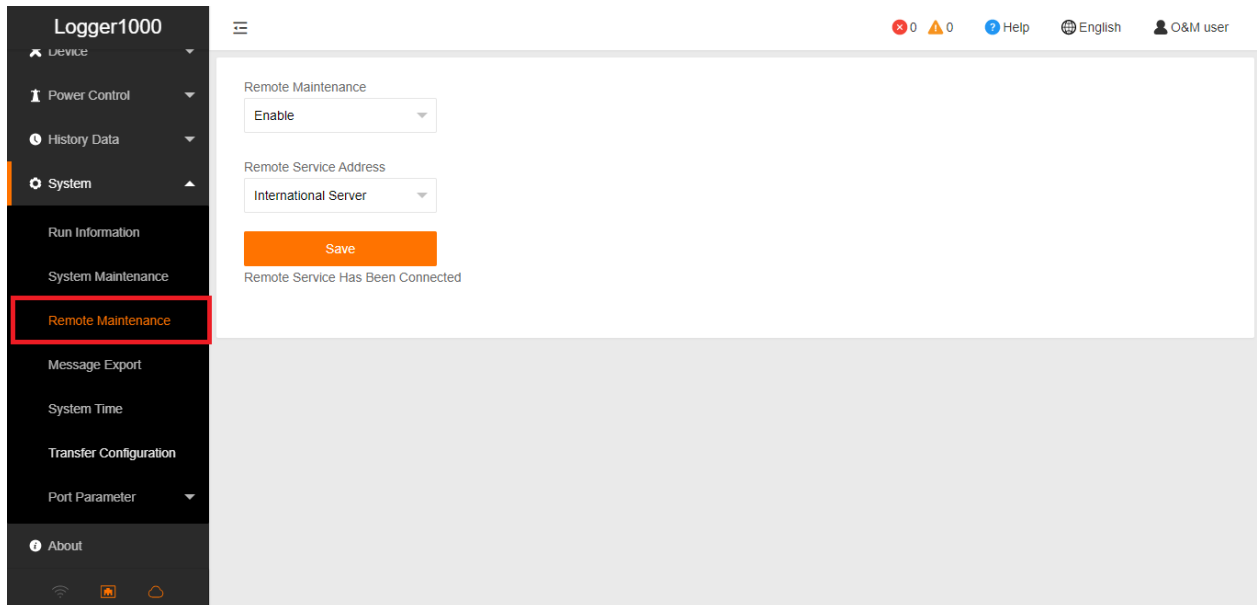 Logger1000
0 0 Help English O&M user
Device
Power Control
History Data
System
Run Information
System Maintenance
Remote Maintenance
Message Export
System Time
Transfer Configuration
Port Parameter
About
Remote Maintenance
Enable
Remote Service Address
International Server
Save
Remote Service Has Been Connected